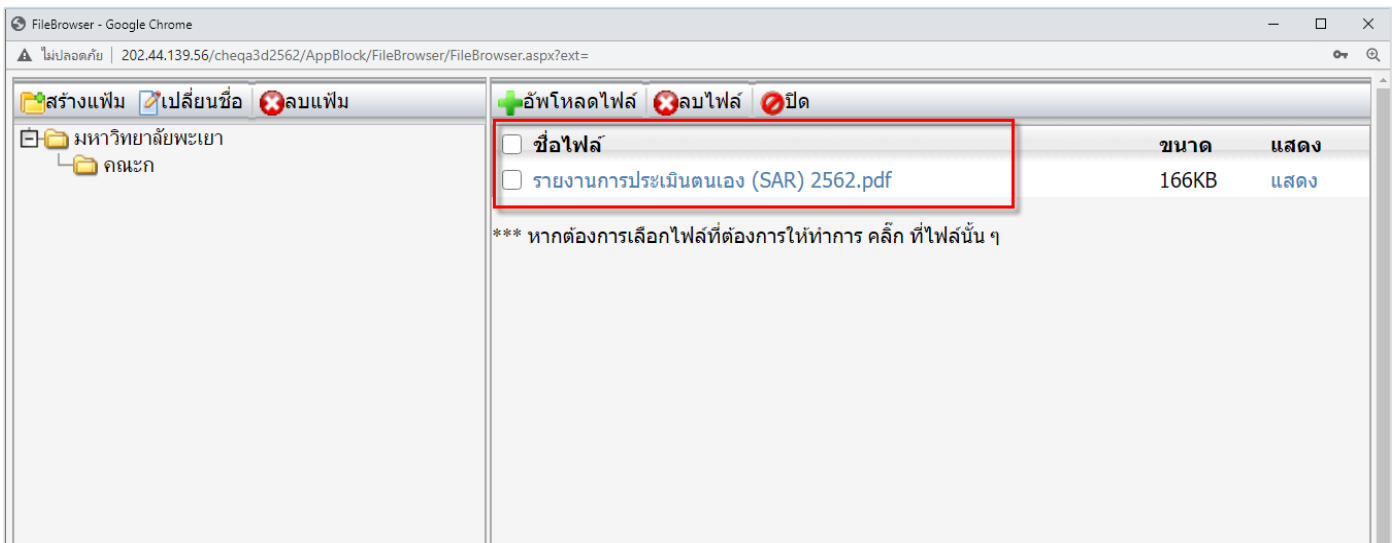 FileBrowser - Google Chrome
ไม่ปลอดภัย | 202.44.139.56/cheqa3d2562/AppBlock/FileBrowser/FileBrowser.aspx?ext=
สร้างแฟ้ม เปลี่ยนชื่อ ลบแฟ้ม
อัพโหลดไฟล์ ลบไฟล์ ปิด
มหาวิทยาลัยพะเยา
คณะก
ชื่อไฟล์ ขนาด แสดง
รายงานการประเมินตนเอง (SAR) 2562.pdf 166KB แสดง
*** หากต้องการเลือกไฟล์ที่ต้องการให้ทำการ คลิ๊ก ที่ไฟล์นั้น ๆ